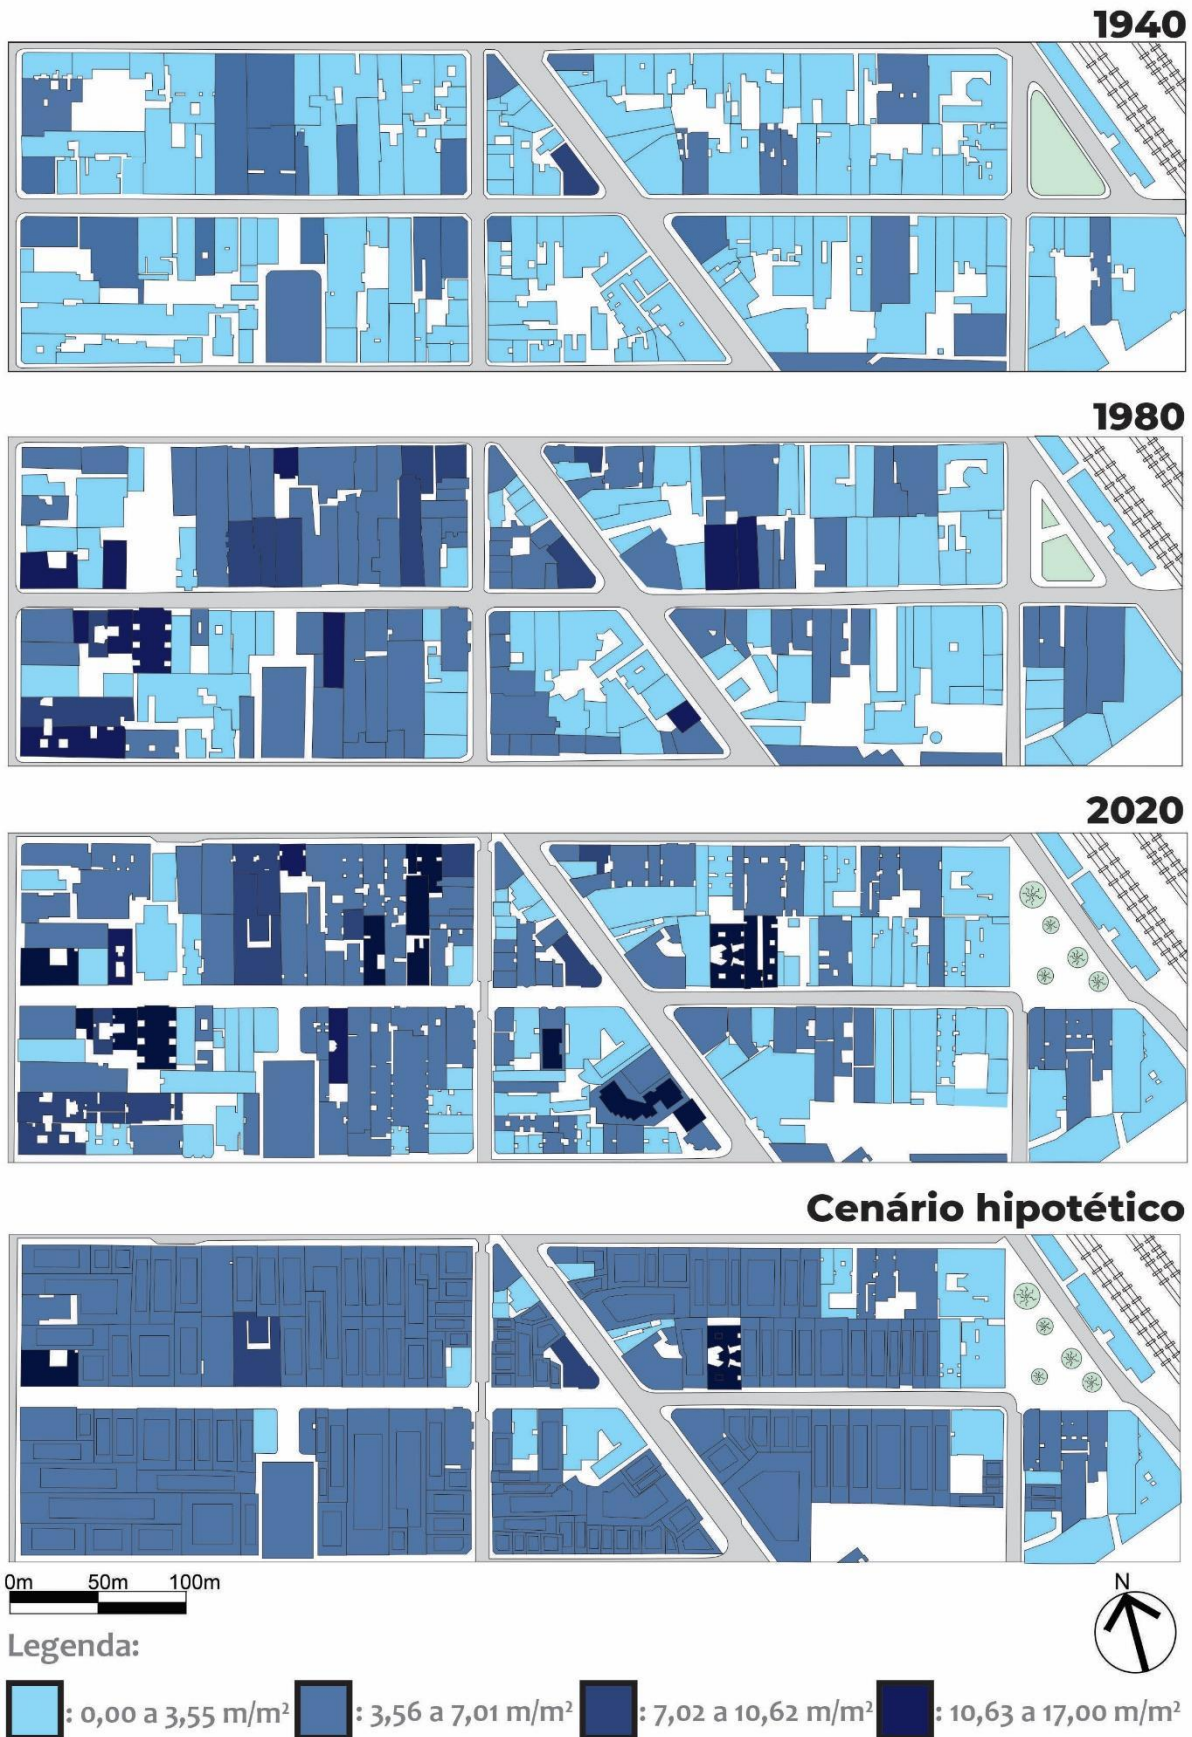 1940
1980
2020
Cenário hipotético
0m 50m 100m
N
Legenda:
: 0,00 a 3,55 m/m² : 3,56 a 7,01 m/m² : 7,02 a 10,62 m/m² : 10,63 a 17,00 m/m²